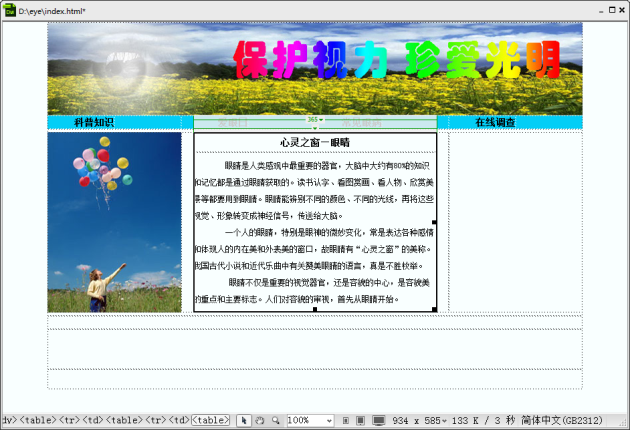 D:\eye\index.html*
保护视力 珍爱光明
科普知识
爱眼日
常见眼病
在线调查
365
心灵之窗—眼睛
眼睛是人类感观中最重要的器官，大脑中大约有80%的知识
和记忆都是通过眼睛获取的。读书认字、看图赏画、看人物、欣赏美
景等都要用到眼睛。眼睛能辨别不同的颜色、不同的光线，再将这些
视觉、形象转变成神经信号，传送给大脑。
一个人的眼睛，特别是眼神的微妙变化，常是表达各种感情
和体现人的内在美和外表美的窗口，故眼睛有“心灵之窗”的美称。
我国古代小说和近代乐曲中有关赞美眼睛的语言，真是不胜枚举。
眼睛不仅是重要的视觉器官，还是容貌的中心，是容貌美
的重点和主要标志。人们对容貌的审视，首先从眼睛开始。
dv> <table> <tr> <td> <table> <tr> <td> <table>
100%
934 x 585
133 K / 3 秒 简体中文(GB2312)